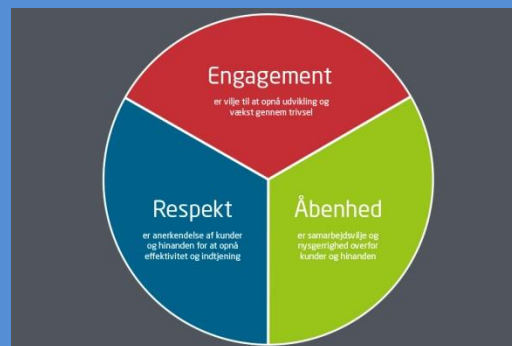 Engagement
er vilje til at opnå udvikling og
vækst gennem trivsel
Respekt
er anerkendelse af kunder
og hinanden for at opnå
effektivitet og indtjening
Åbenhed
er samarbejdsvilje og
nysgerrighed overfor
kunder og hinanden